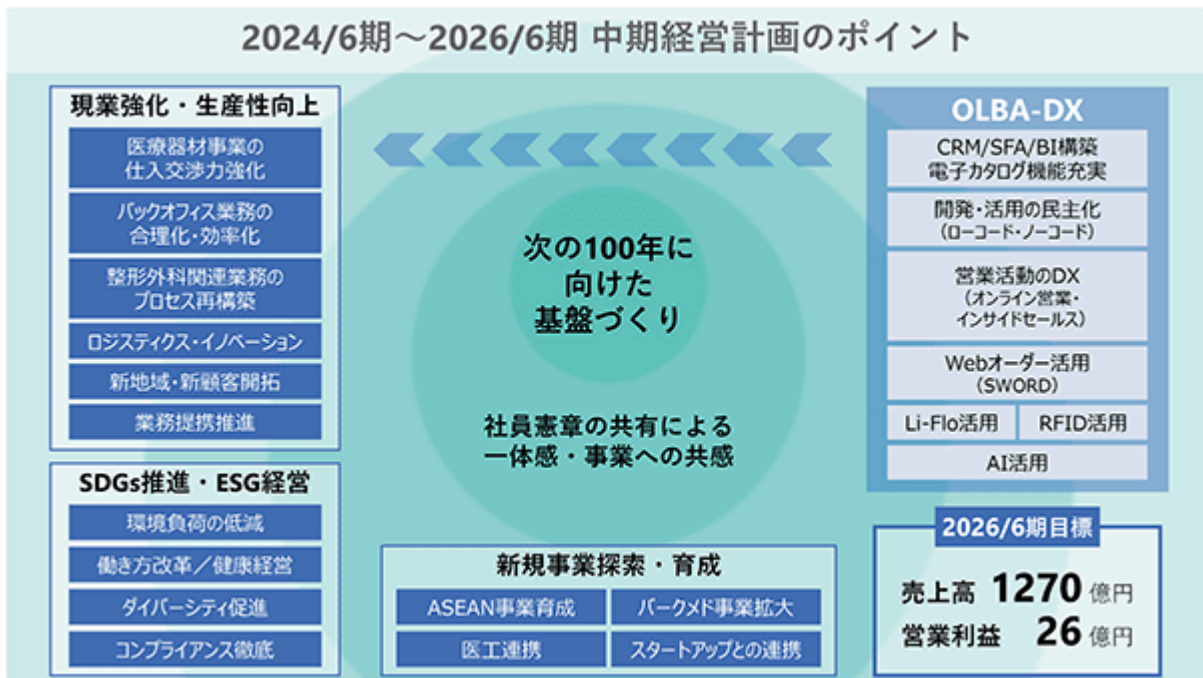 2024/6期～2026/6期 中期経営計画のポイント
現業強化・生産性向上
医療器材事業の
仕入交渉力強化
バックオフィス業務の
合理化・効率化
整形外科関連業務の
プロセス再構築
ロジスティクス・イノベーション
新地域・新顧客開拓
業務提携推進
SDGs推進・ESG経営
環境負荷の低減
働き方改革／健康経営
ダイバーシティ促進
コンプライアンス徹底
次の100年に
向けた
基盤づくり
社員憲章の共有による
一体感・事業への共感
新規事業探索・育成
ASEAN事業育成
パークメド事業拡大
医工連携
スタートアップとの連携
OLBA-DX
CRM/SFA/BI構築
電子カタログ機能充実
開発・活用の民主化
（ローコード・ノーコード）
営業活動のDX
（オンライン営業・
インサイドセールス）
Webオーダー活用
（SWORD）
Li-Flo活用
RFID活用
AI活用
2026/6期目標
売上高 1270 億円
営業利益 26 億円